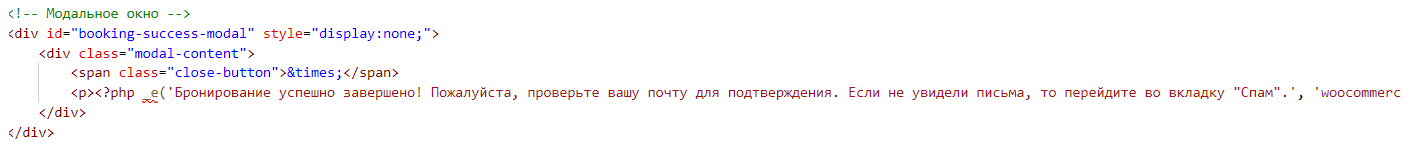 <!-- Модальное окно -->
<div id="booking-success-modal" style="display:none;">
<div class="modal-content">
<span class="close-button">&times;</span>
<p><?php _e('Бронирование успешно завершено! Пожалуйста, проверьте вашу почту для подтверждения. Если не увидели письма, то перейдите во вкладку "Спам".', 'woocommerc
</div>
</div>